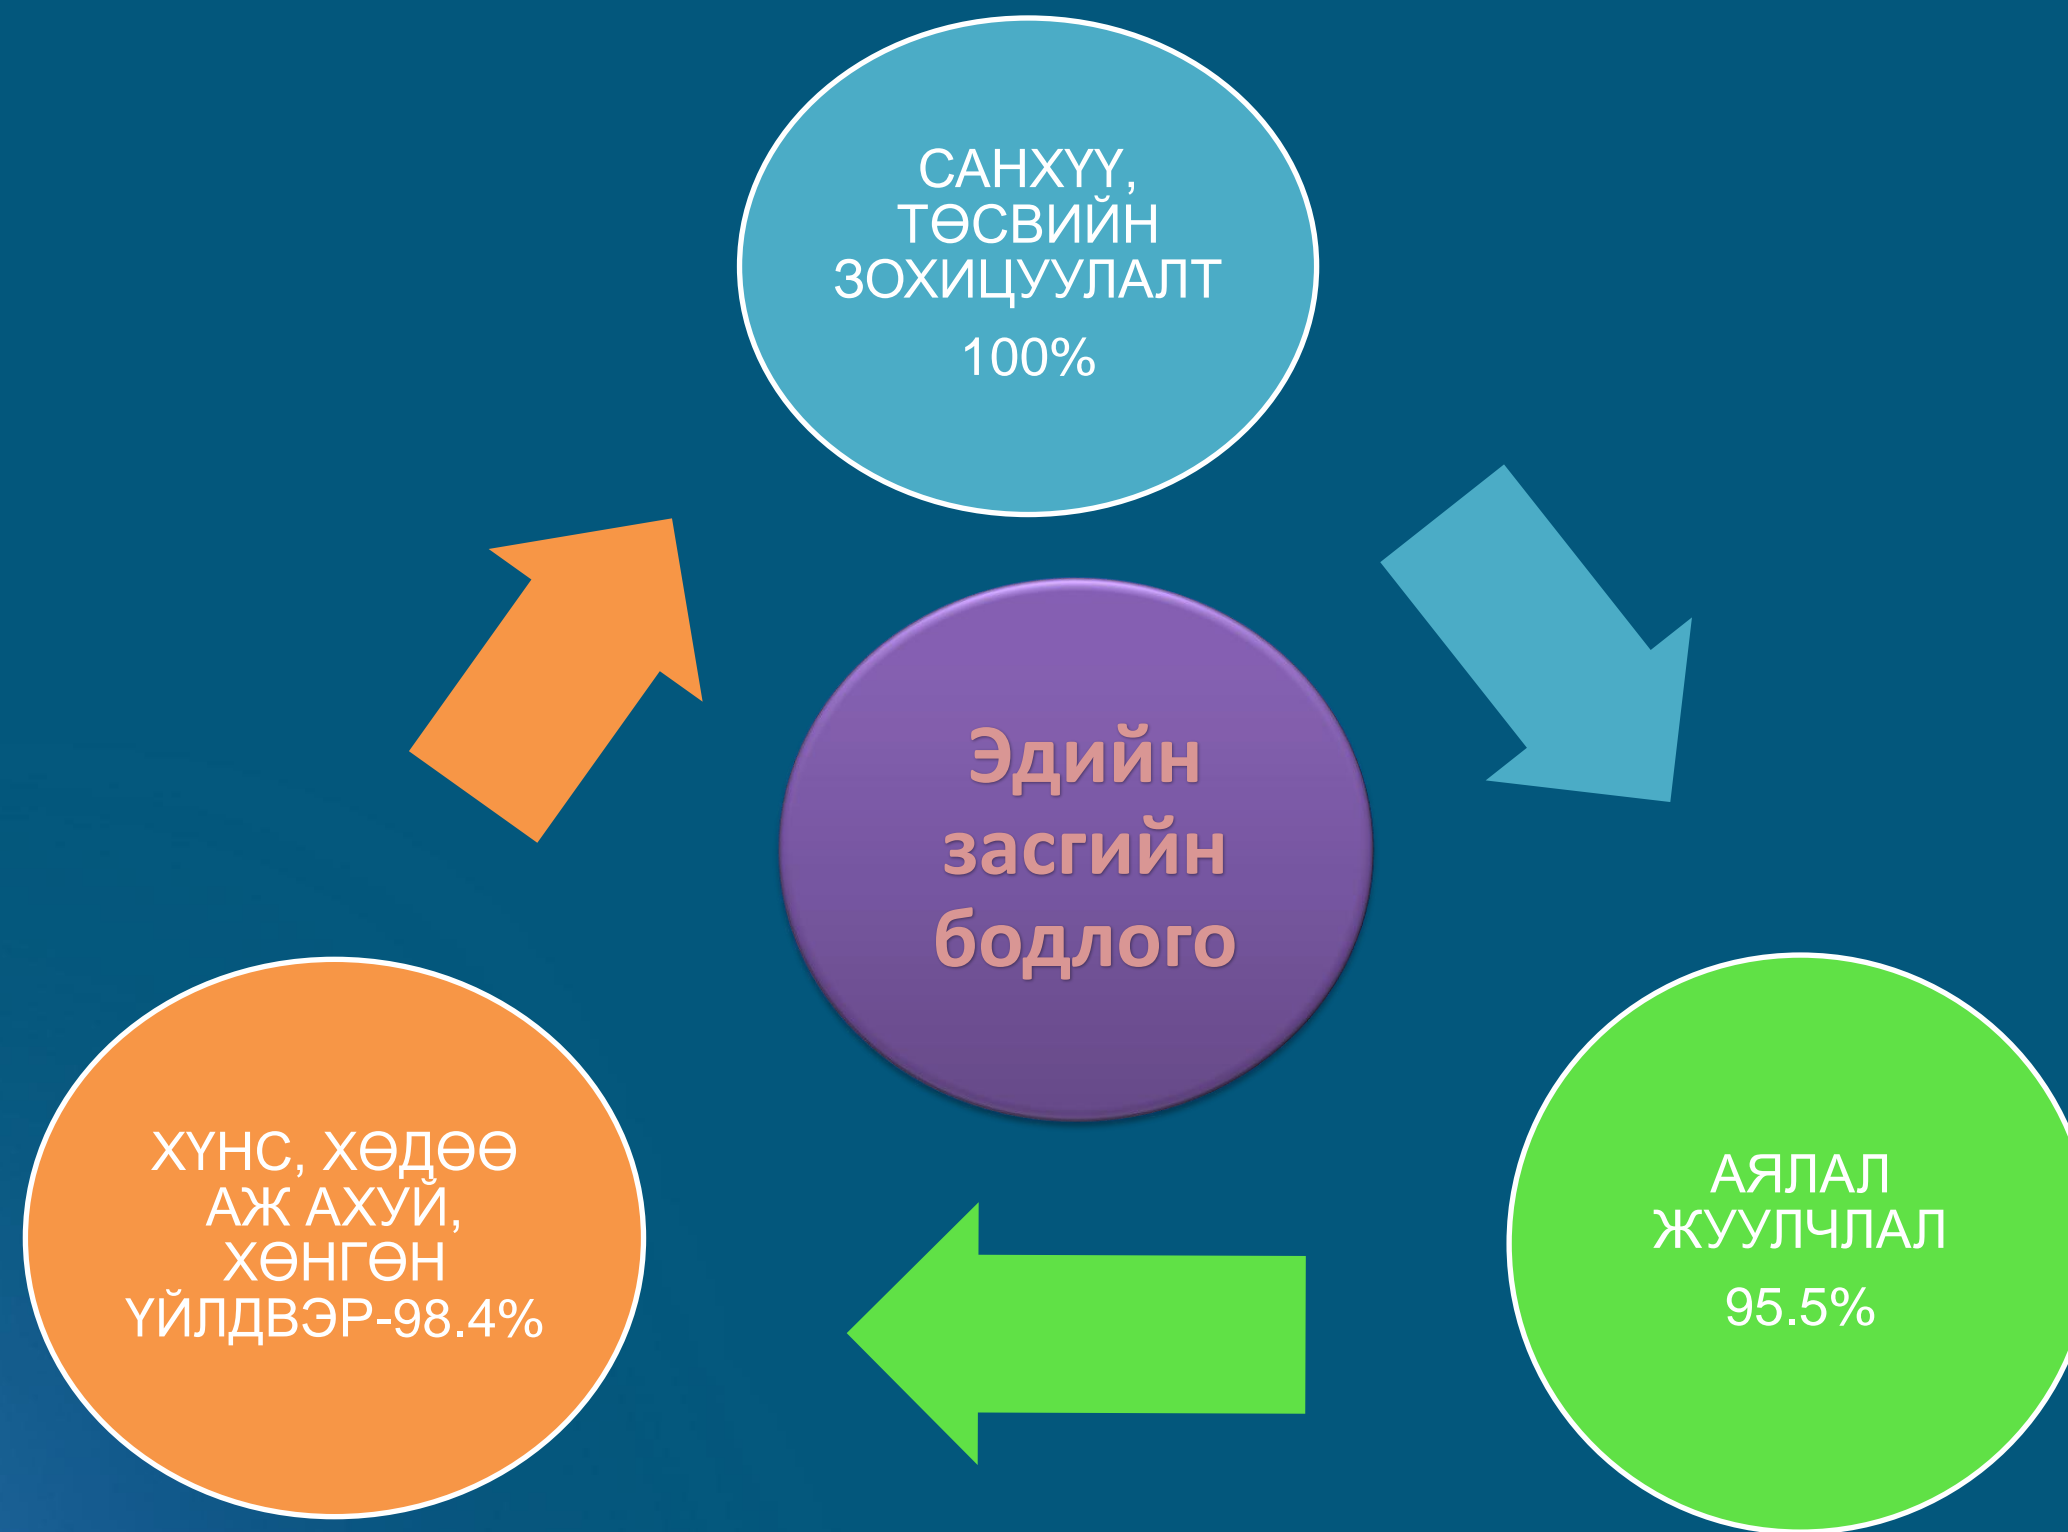 САНХҮҮ,
ТӨСВИЙН
ЗОХИЦУУЛАЛТ
100%
Эдийн
засгийн
бодлого
ХҮНС, ХӨДӨӨ
АЖ АХУЙ,
ХӨНГӨН
ҮЙЛДВЭР-98.4%
АЯЛАЛ
ЖУУЛЧЛАЛ
95.5%